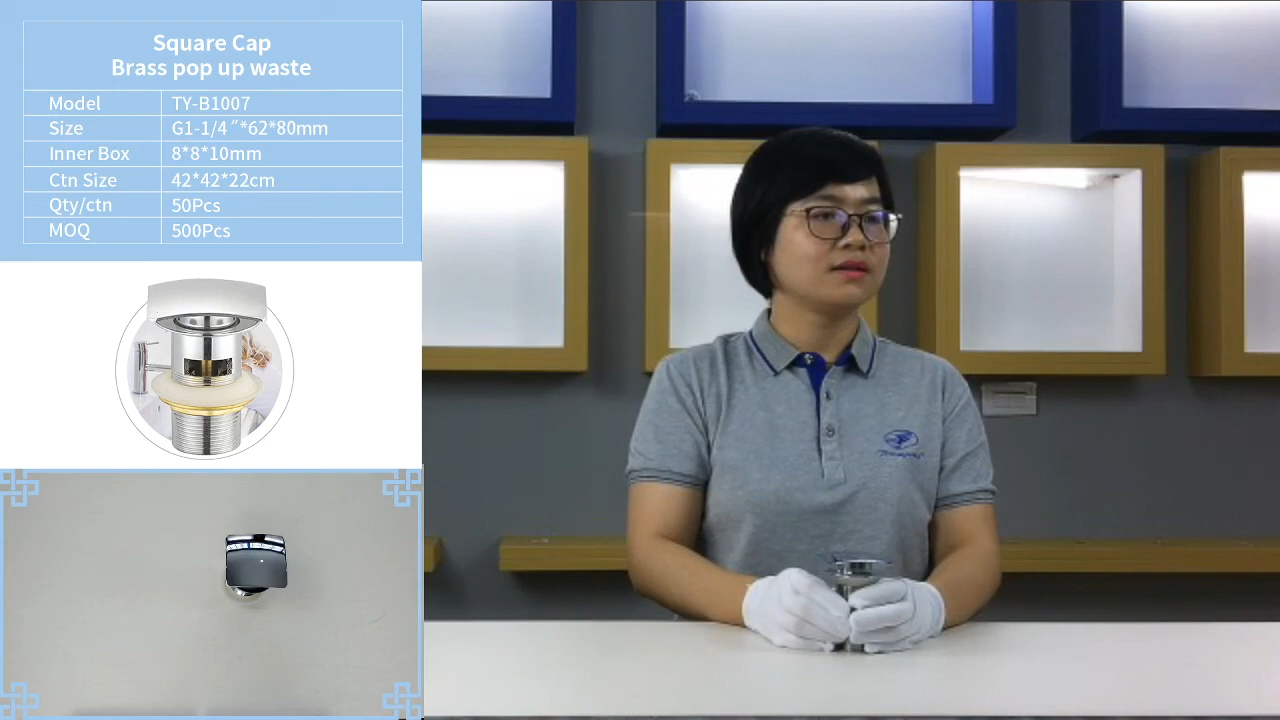 Square Cap
Brass pop up waste
Model TY-B1007
Size G1-1/4″*62*80mm
Inner Box 8*8*10mm
Ctn Size 42*42*22cm
Qty/ctn 50Pcs
MOQ 500Pcs